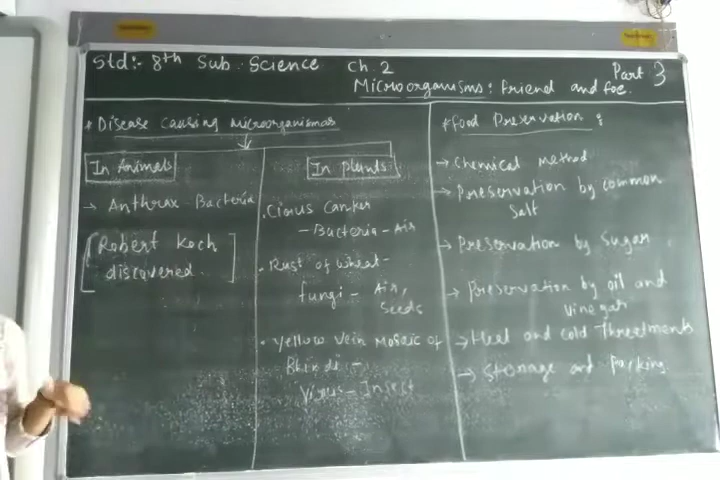 Std:- 8th Sub: Science Ch. 2
Microorganisms: Friend and foe.
Part 3
* Disease causing microorganismas
In Animals
→ Anthrax Bacteria
[Robert Koch
discovered.]
In plants
• Citrus Canker
- Bacteria - Air
• Rust of wheat -
fungi - Air,
Seeds
• Yellow vein Mosaic of
Bhindi -
Virus - Insect
* Food Preservation :
→ Chemical Method
→ Preservation by common
Salt
→ Preservation by Sugar
→ Preservation by oil and
vinegar
→ Heat and cold Threetments
→ Storage and Packing